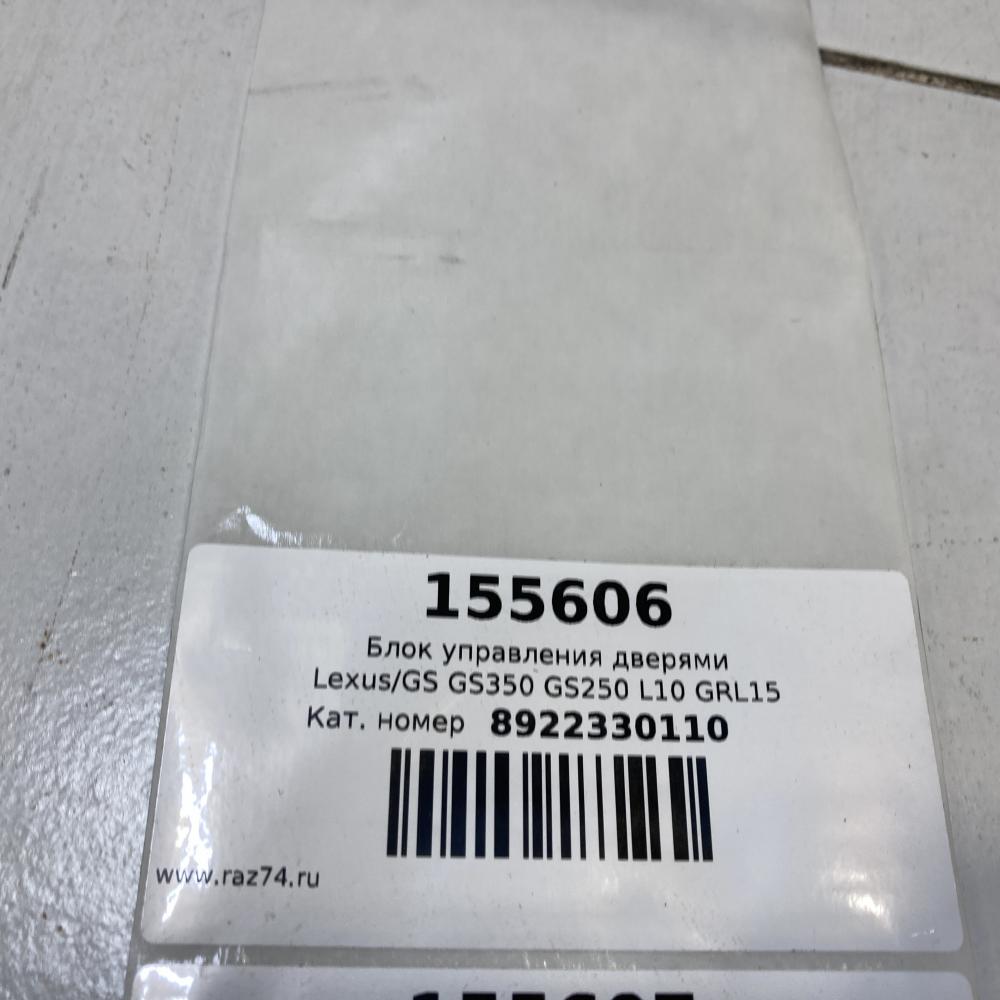 155606
Блок управления дверями
Lexus/GS GS350 GS250 L10 GRL15
Кат. номер 8922330110
www.raz74.ru